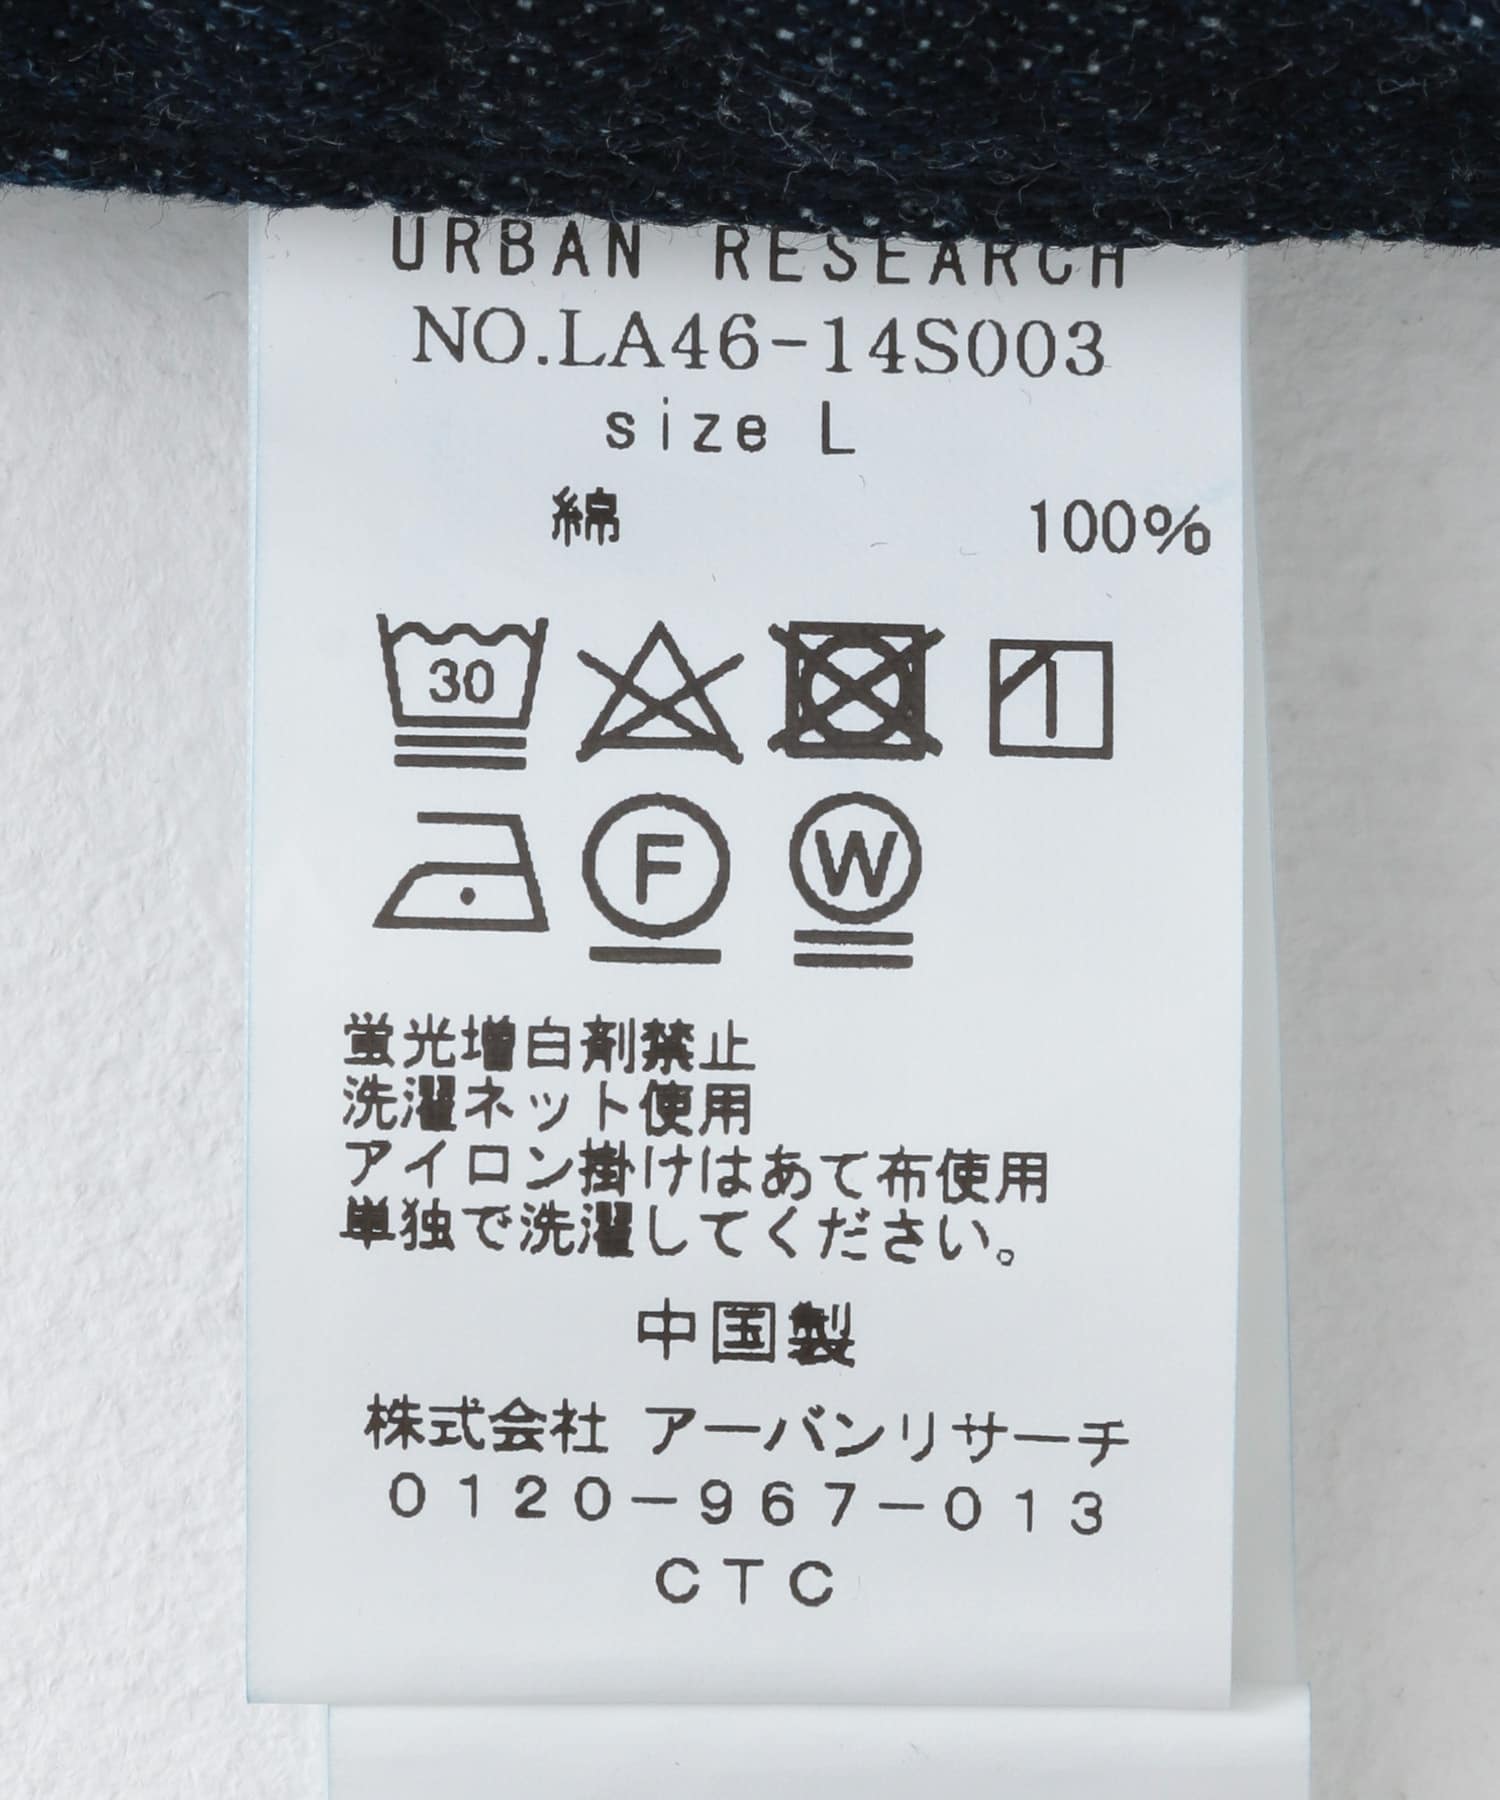 URBAN RESEARCH
NO.LA46-14S003
size L
綿 100%
30
F W
蛍光増白剤禁止
洗濯ネット使用
アイロン掛けはあて布使用
単独で洗濯してください。
中国製
株式会社 アーバンリサーチ
0120-967-013
CTC